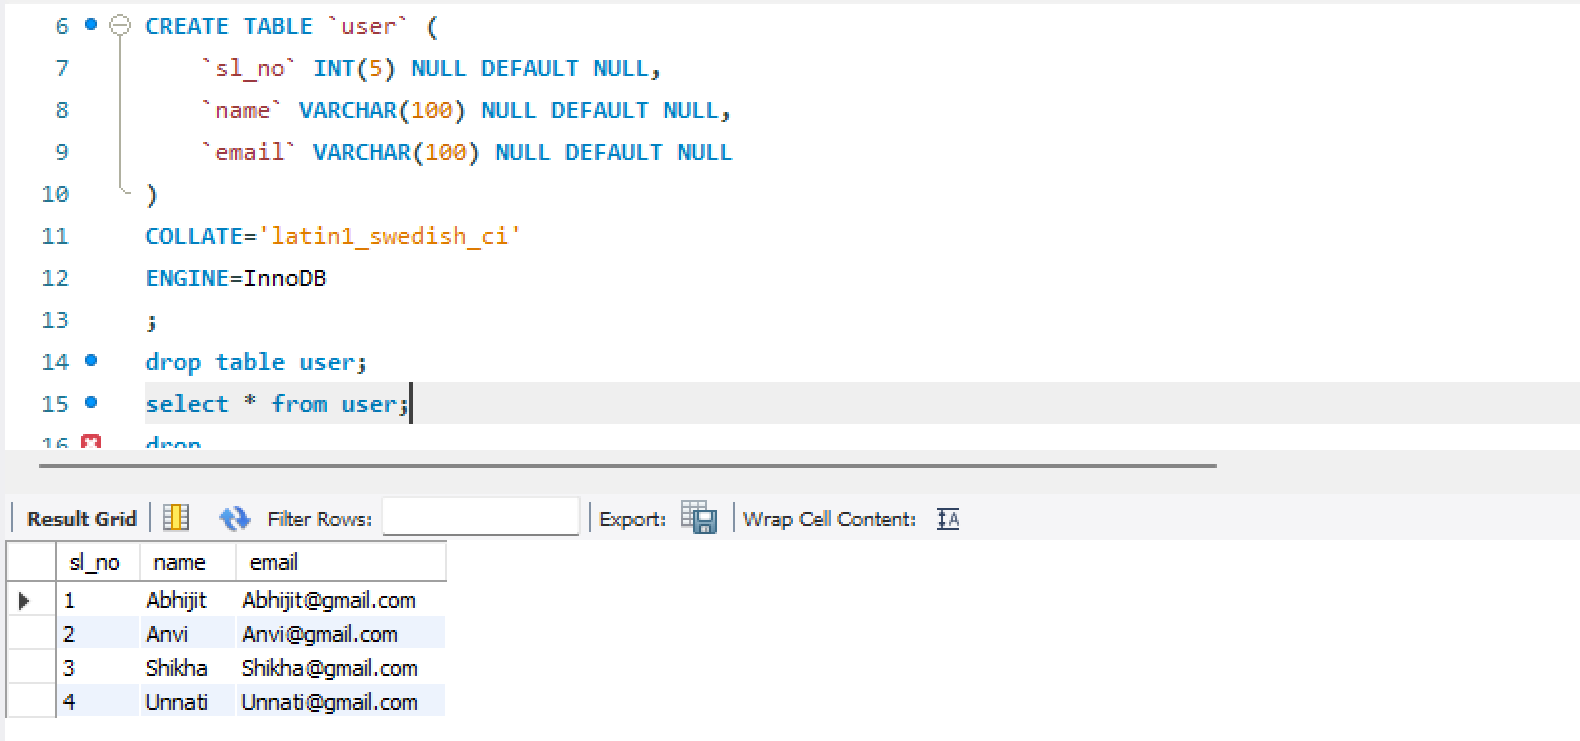 6 CREATE TABLE `user` (
7 `sl_no` INT(5) NULL DEFAULT NULL,
8 `name` VARCHAR(100) NULL DEFAULT NULL,
9 `email` VARCHAR(100) NULL DEFAULT NULL
10 )
11 COLLATE='latin1_swedish_ci'
12 ENGINE=InnoDB
13 ;
14 drop table user;
15 select * from user;
16 drop
Result Grid Filter Rows: Export: Wrap Cell Content: IA
sl_no name email
1 Abhijit Abhijit@gmail.com
2 Anvi Anvi@gmail.com
3 Shikha Shikha@gmail.com
4 Unnati Unnati@gmail.com